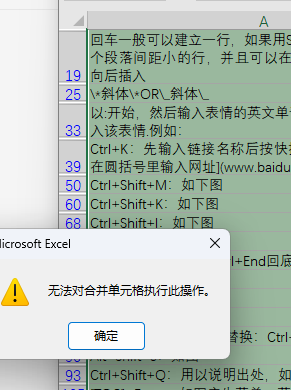 A
回车一般可以建立一行，如果用S
个段落间距小的行，并且可以在
19 向后插入
25 \*斜体\*OR\_斜体\_
以:开始，然后输入表情的英文单
33 入该表情.例如：
Ctrl+K：先输入链接名称后按快
39 在圆括号里输入网址](www.baidu
50 Ctrl+Shift+M：如下图
60 Ctrl+Shift+K：如下图
68 Ctrl+Shift+I：如下图
icrosoft Excel
trl+End回底
无法对合并单元格执行此操作。
确定
替换：Ctrl+
93 Ctrl+Shift+Q：用以说明出处，如